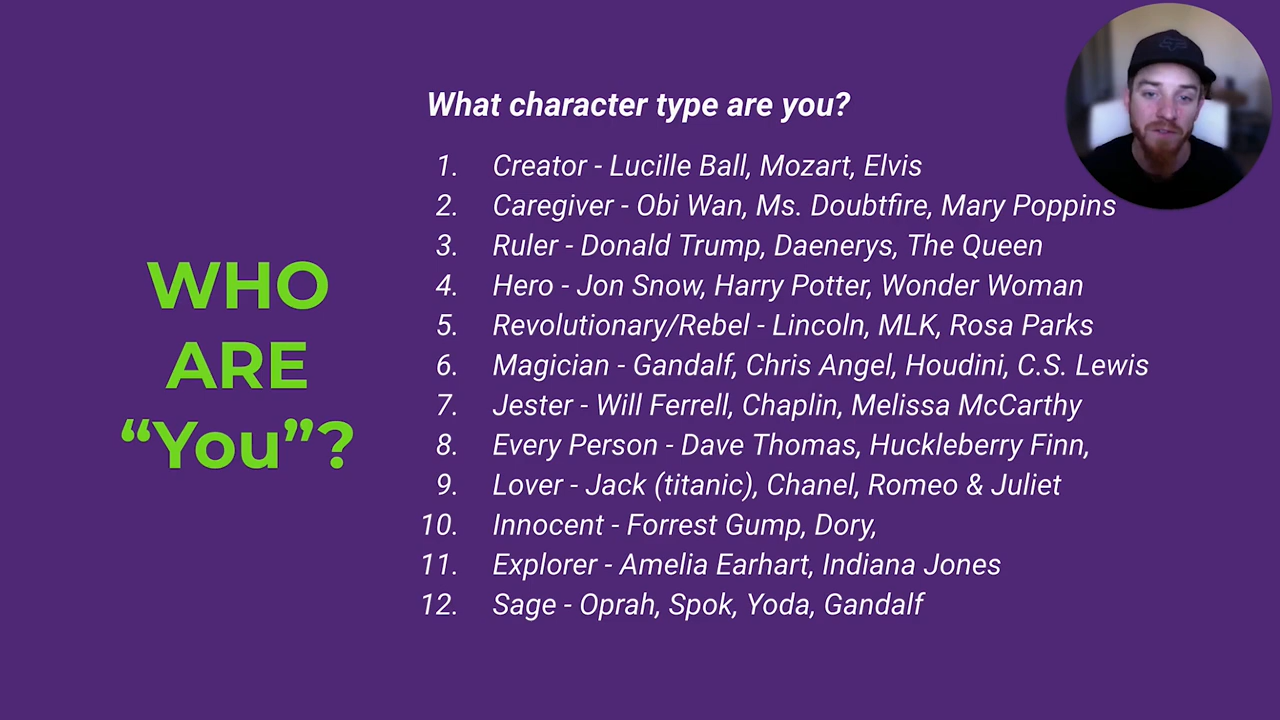 WHO
ARE
“You”?
What character type are you?
1. Creator - Lucille Ball, Mozart, Elvis
2. Caregiver - Obi Wan, Ms. Doubtfire, Mary Poppins
3. Ruler - Donald Trump, Daenerys, The Queen
4. Hero - Jon Snow, Harry Potter, Wonder Woman
5. Revolutionary/Rebel - Lincoln, MLK, Rosa Parks
6. Magician - Gandalf, Chris Angel, Houdini, C.S. Lewis
7. Jester - Will Ferrell, Chaplin, Melissa McCarthy
8. Every Person - Dave Thomas, Huckleberry Finn,
9. Lover - Jack (titanic), Chanel, Romeo & Juliet
10. Innocent - Forrest Gump, Dory,
11. Explorer - Amelia Earhart, Indiana Jones
12. Sage - Oprah, Spok, Yoda, Gandalf